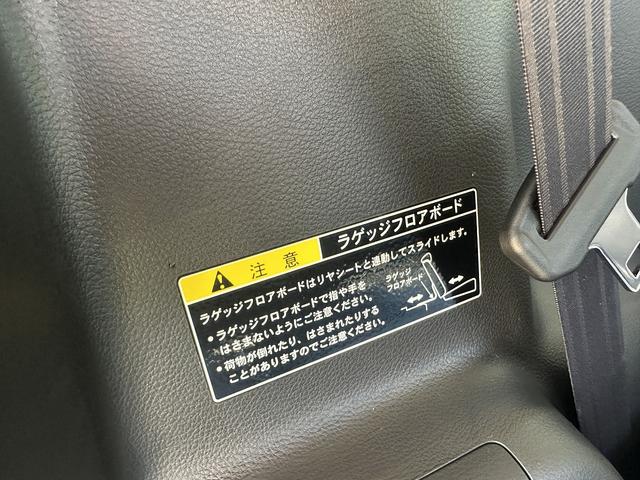 注意 ラゲッジフロアボード
ラゲッジフロアボードはリヤシートと連動してスライドします。
・ラゲッジフロアボードで指や手を
はさまないようにご注意ください。
・荷物が倒れたり、はさまれたりする
ことがありますのでご注意ください。
ラゲッジ
フロアボード